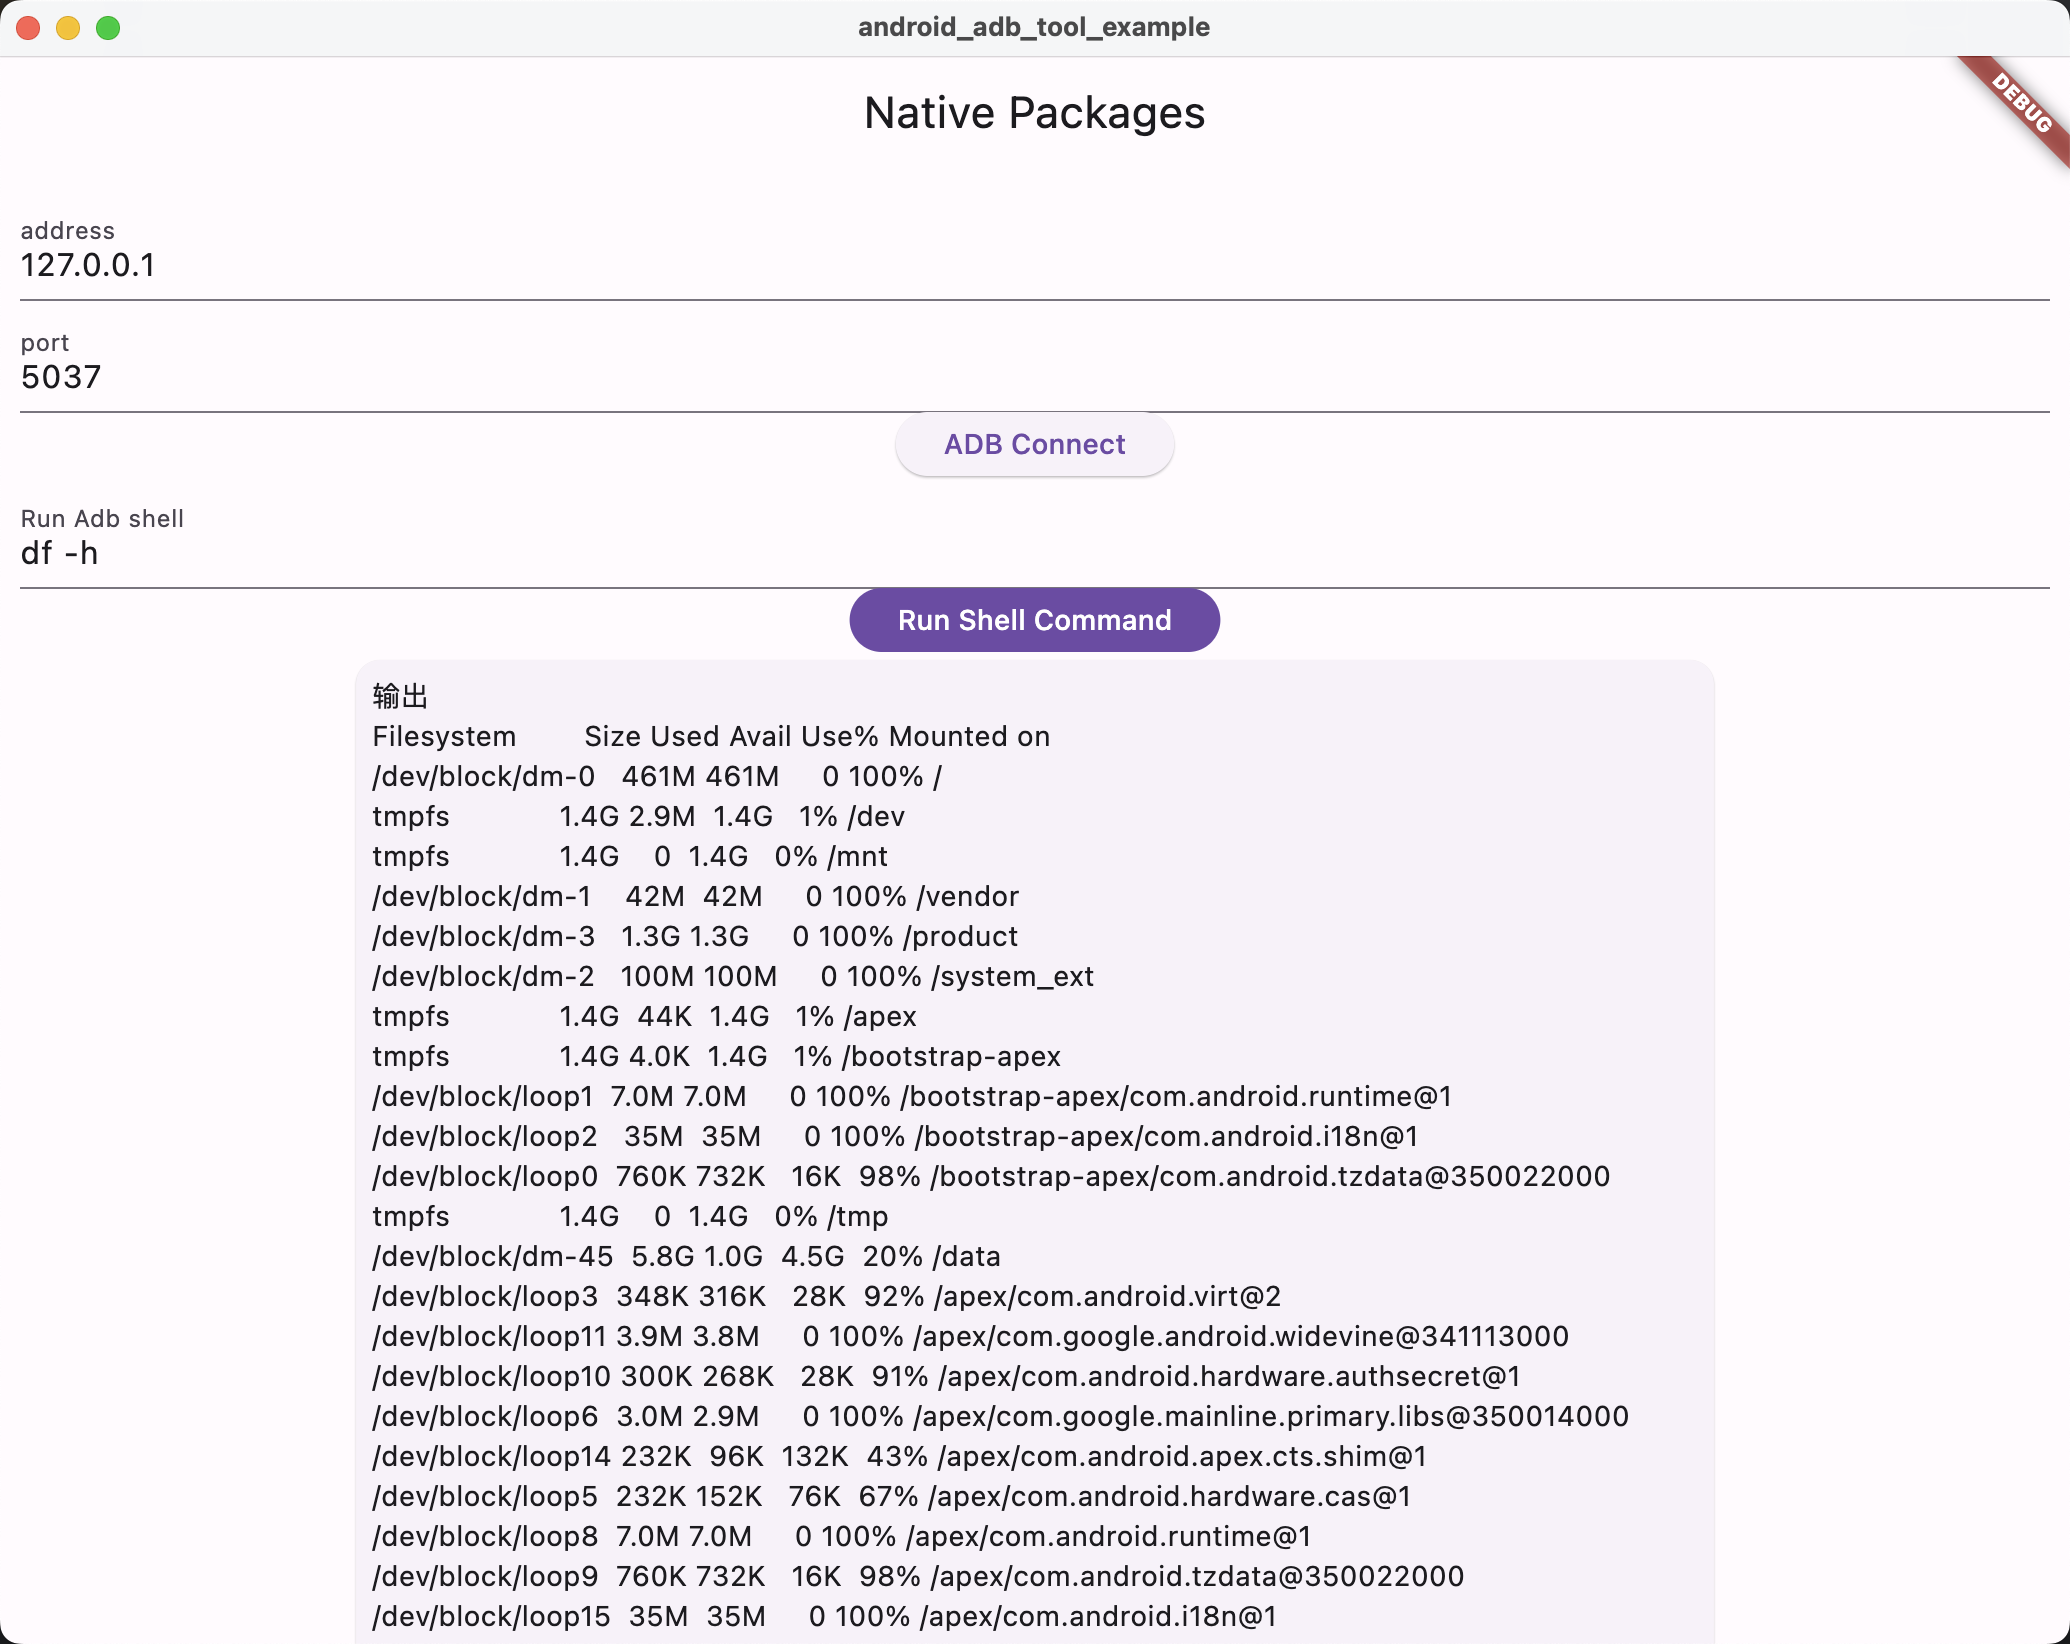 android_adb_tool_example
DEBUG
Native Packages
address
127.0.0.1
port
5037
ADB Connect
Run Adb shell
df -h
Run Shell Command
输出
Filesystem        Size Used Avail Use% Mounted on
/dev/block/dm-0   461M 461M     0 100% /
tmpfs             1.4G 2.9M  1.4G   1% /dev
tmpfs             1.4G    0  1.4G   0% /mnt
/dev/block/dm-1    42M  42M     0 100% /vendor
/dev/block/dm-3   1.3G 1.3G     0 100% /product
/dev/block/dm-2   100M 100M     0 100% /system_ext
tmpfs             1.4G  44K  1.4G   1% /apex
tmpfs             1.4G 4.0K  1.4G   1% /bootstrap-apex
/dev/block/loop1  7.0M 7.0M     0 100% /bootstrap-apex/com.android.runtime@1
/dev/block/loop2   35M  35M     0 100% /bootstrap-apex/com.android.i18n@1
/dev/block/loop0  760K 732K   16K  98% /bootstrap-apex/com.android.tzdata@350022000
tmpfs             1.4G    0  1.4G   0% /tmp
/dev/block/dm-45  5.8G 1.0G  4.5G  20% /data
/dev/block/loop3  348K 316K   28K  92% /apex/com.android.virt@2
/dev/block/loop11 3.9M 3.8M     0 100% /apex/com.google.android.widevine@341113000
/dev/block/loop10 300K 268K   28K  91% /apex/com.android.hardware.authsecret@1
/dev/block/loop6  3.0M 2.9M     0 100% /apex/com.google.mainline.primary.libs@350014000
/dev/block/loop14 232K  96K  132K  43% /apex/com.android.apex.cts.shim@1
/dev/block/loop5  232K 152K   76K  67% /apex/com.android.hardware.cas@1
/dev/block/loop8  7.0M 7.0M     0 100% /apex/com.android.runtime@1
/dev/block/loop9  760K 732K   16K  98% /apex/com.android.tzdata@350022000
/dev/block/loop15  35M  35M     0 100% /apex/com.android.i18n@1